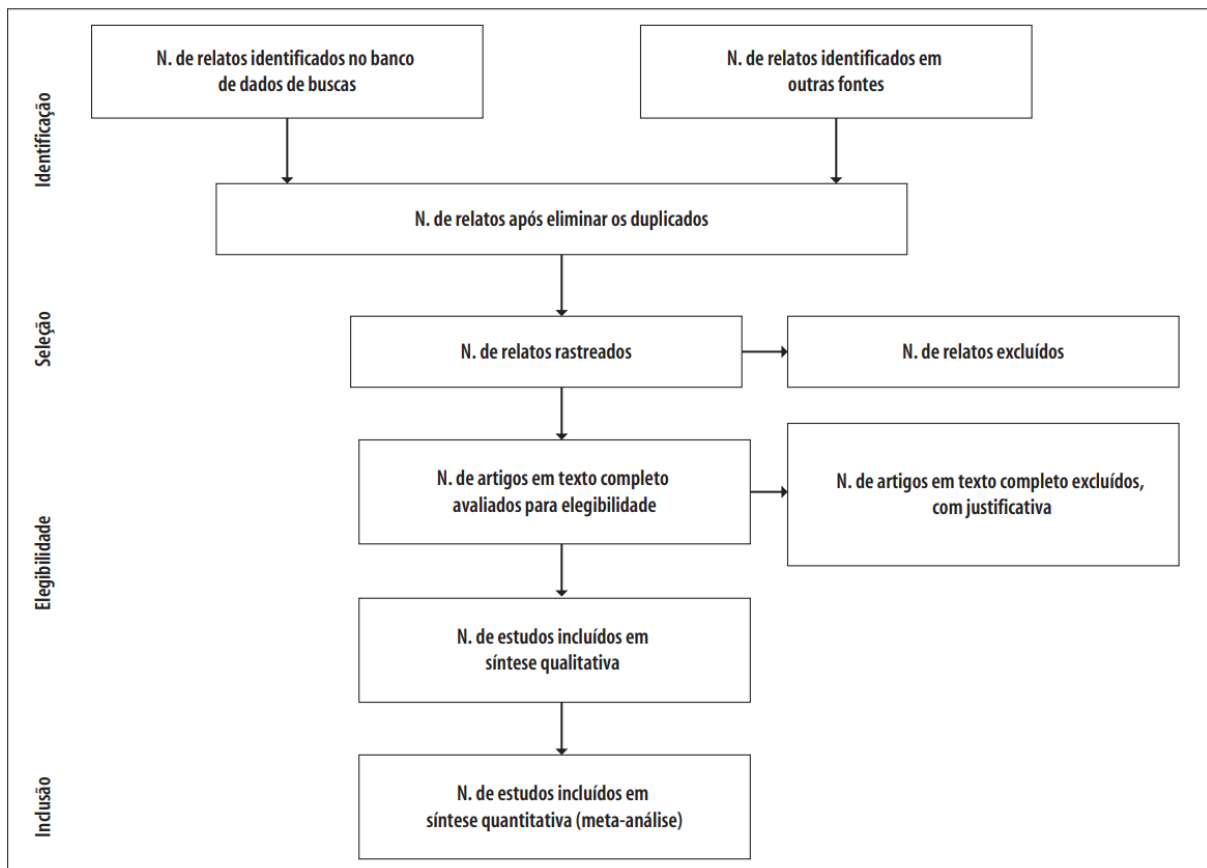 Identificação
N. de relatos identificados no banco
de dados de buscas
N. de relatos identificados em
outras fontes
N. de relatos após eliminar os duplicados
Seleção
N. de relatos rastreados
N. de relatos excluídos
Elegibilidade
N. de artigos em texto completo
avaliados para elegibilidade
N. de artigos em texto completo excluídos,
com justificativa
N. de estudos incluídos em
síntese qualitativa
Inclusão
N. de estudos incluídos em
síntese quantitativa (meta-análise)